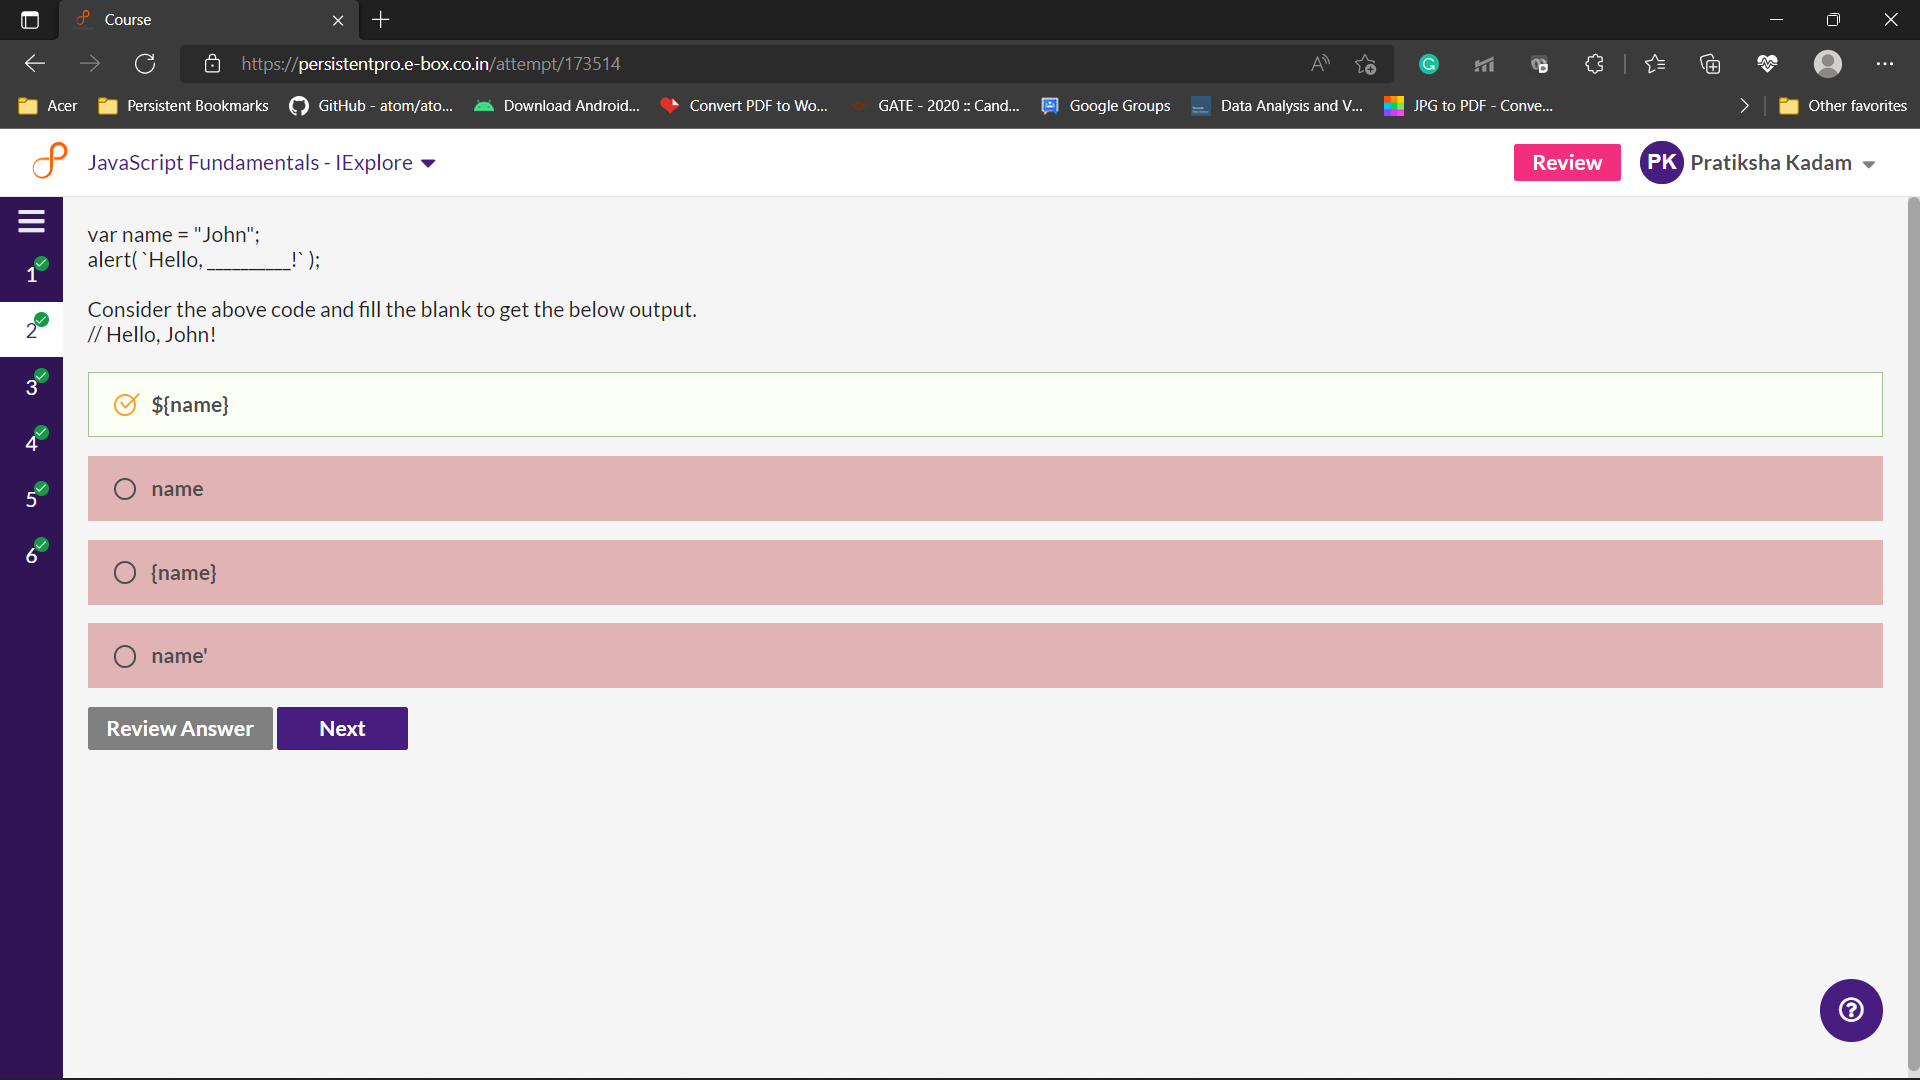 Course
https://persistentpro.e-box.co.in/attempt/173514
Acer
Persistent Bookmarks
GitHub - atom/ato...
Download Android...
Convert PDF to Wo...
GATE - 2020 :: Cand...
Google Groups
Data Analysis and V...
JPG to PDF - Conve...
Other favorites
JavaScript Fundamentals - IExplore
Review
PK
Pratiksha Kadam
1
2
3
4
5
6
var name = "John";
alert( `Hello, __________!` );
Consider the above code and fill the blank to get the below output.
// Hello, John!
${name}
name
{name}
name'
Review Answer
Next